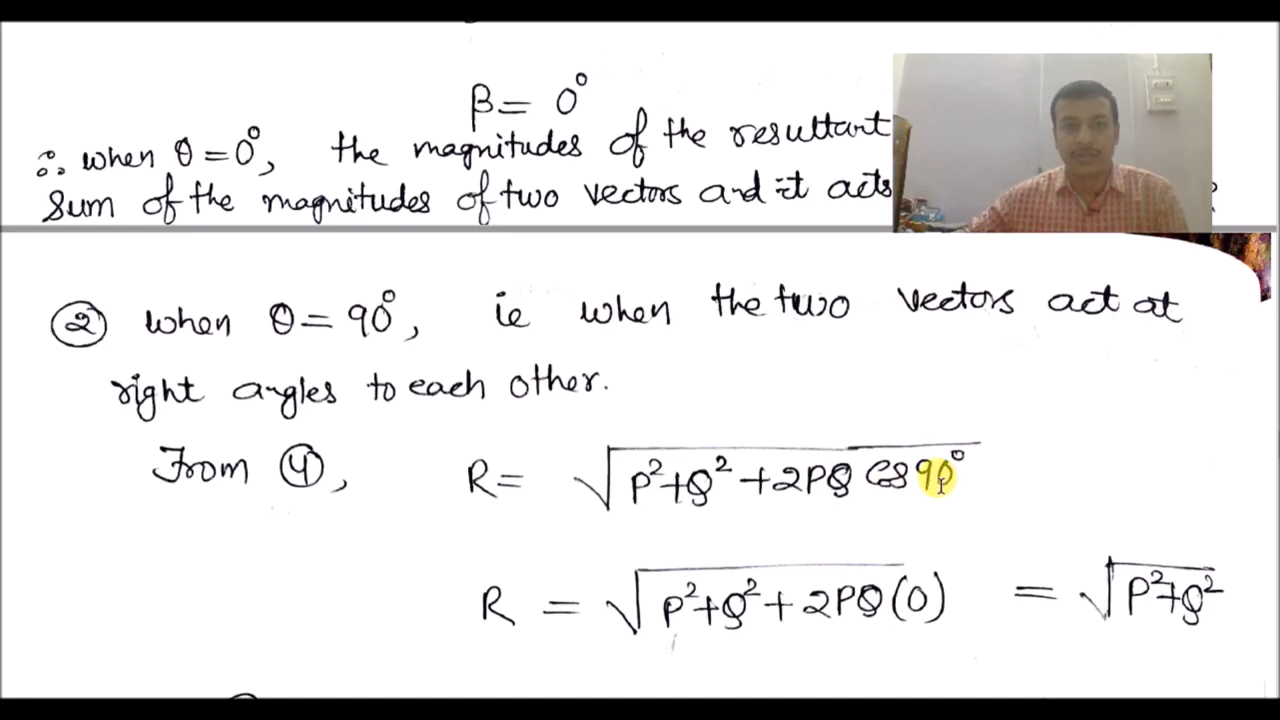 β = 0°
∴ when θ = 0°, the magnitudes of the resultant
Sum of the magnitudes of two vectors and it acts
② when θ = 90°, ie when the two vectors act at
right angles to each other.
From ④, R = √(P²+Q²+2PQ Cos 90°)
R = √(P²+Q²+2PQ(0)) = √(P²+Q²)